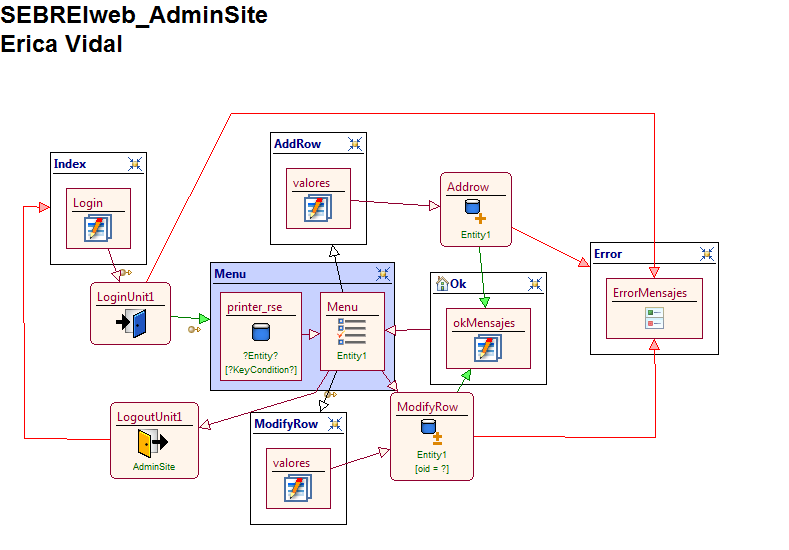 SEBREIweb_AdminSite
Erica Vidal
Index
Login
LoginUnit1
AddRow
valores
Addrow
Entity1
Error
ErrorMensajes
Menu
printer_rse
?Entity?
[?KeyCondition?]
Menu
Entity1
Ok
okMensajes
LogoutUnit1
AdminSite
ModifyRow
valores
ModifyRow
Entity1
[oid = ?]